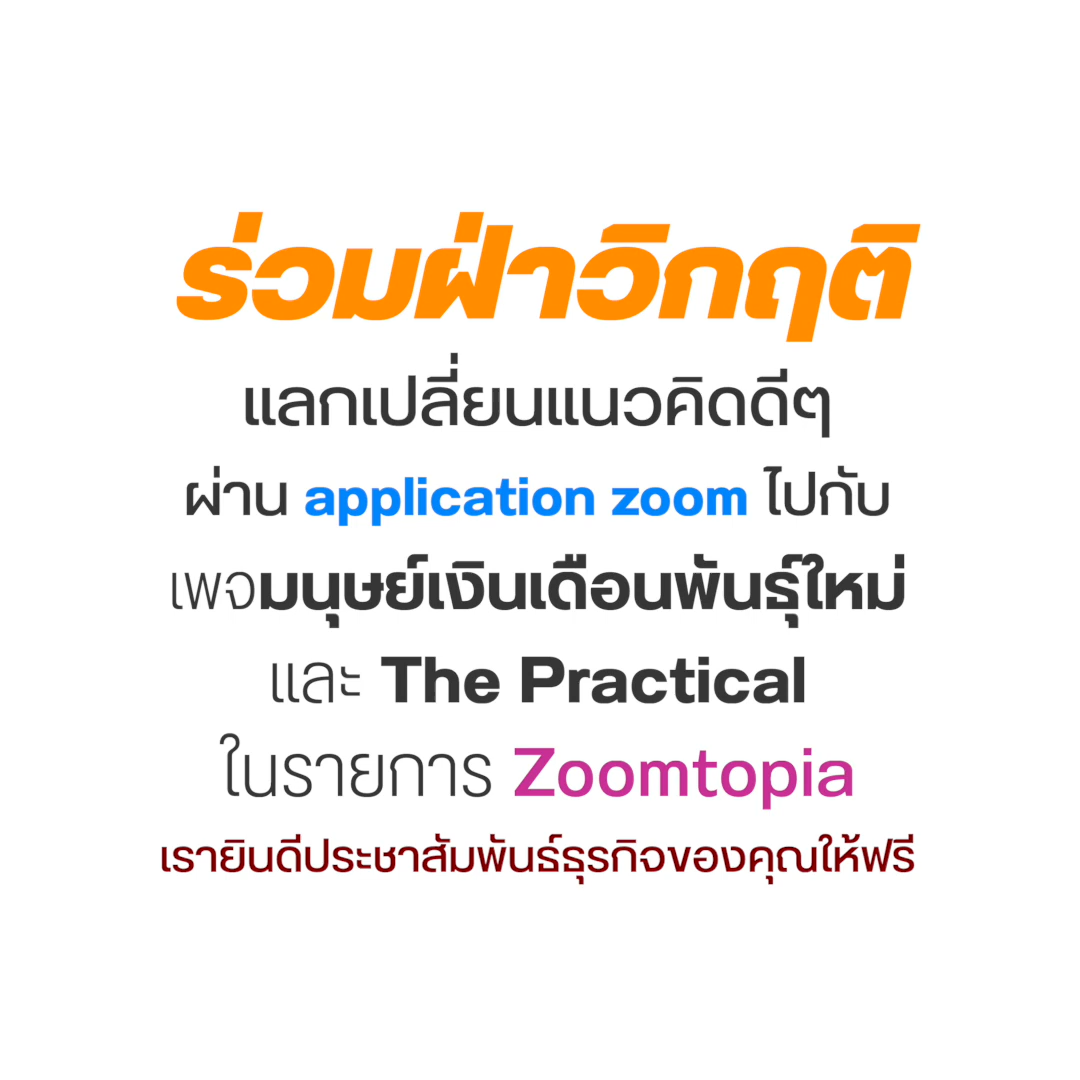 ร่วมฝ่าวิกฤติ
แลกเปลี่ยนแนวคิดดีๆ
ผ่าน application zoom ไปกับ
เพจมนุษย์เงินเดือนพันธุ์ใหม่
และ The Practical
ในรายการ Zoomtopia
เรายินดีประชาสัมพันธ์ธุรกิจของคุณให้ฟรี